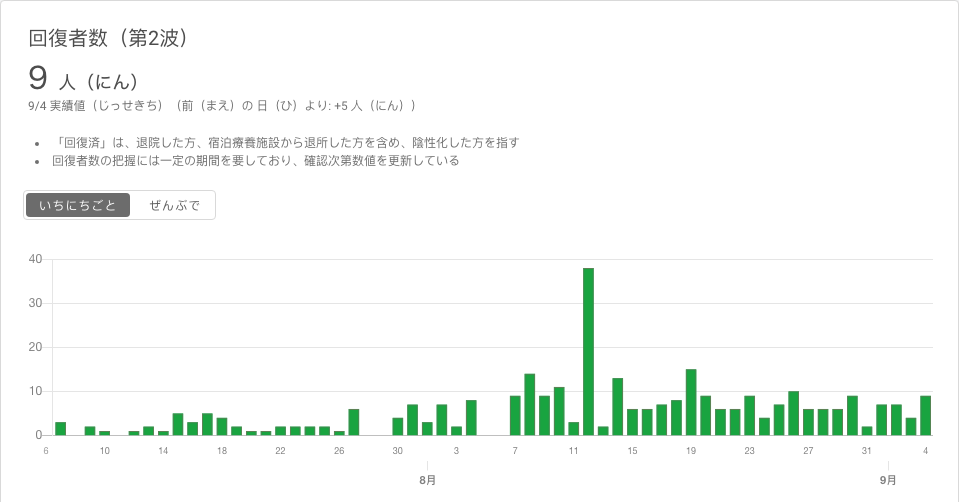 回復者数（第2波）
9 人（にん）
9/4 実績値（じっせきち）（前（まえ）の 日（ひ）より: +5 人（にん））
• 「回復済」は、退院した方、宿泊療養施設から退所した方を含め、陰性化した方を指す
• 回復者数の把握には一定の期間を要しており、確認次第数値を更新している
いちにちごと ぜんぶで
40
30
20
10
0
6 10 14 18 22 26 30 3 7 11 15 19 23 27 31 4
8月 9月